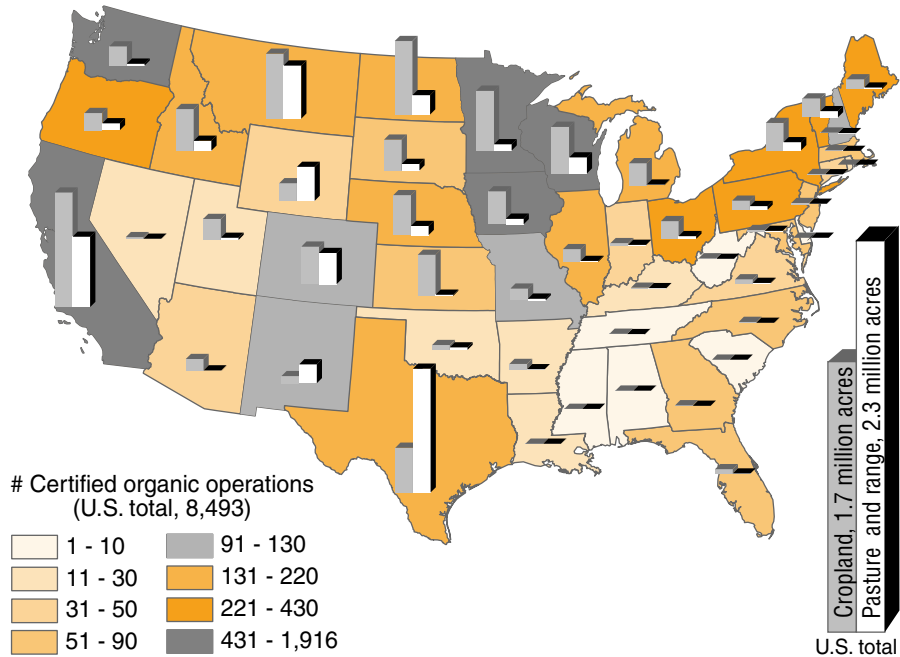 # Certified organic operations
(U.S. total, 8,493)
1 - 10
11 - 30
31 - 50
51 - 90
91 - 130
131 - 220
221 - 430
431 - 1,916
Cropland, 1.7 million acres
Pasture and range, 2.3 million acres
U.S. total